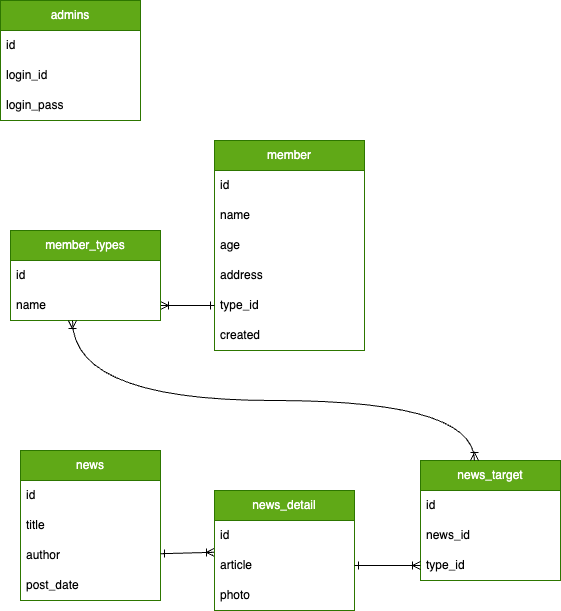 admins
id
login_id
login_pass
member
id
name
age
address
type_id
created
member_types
id
name
news
id
title
author
post_date
news_detail
id
article
photo
news_target
id
news_id
type_id